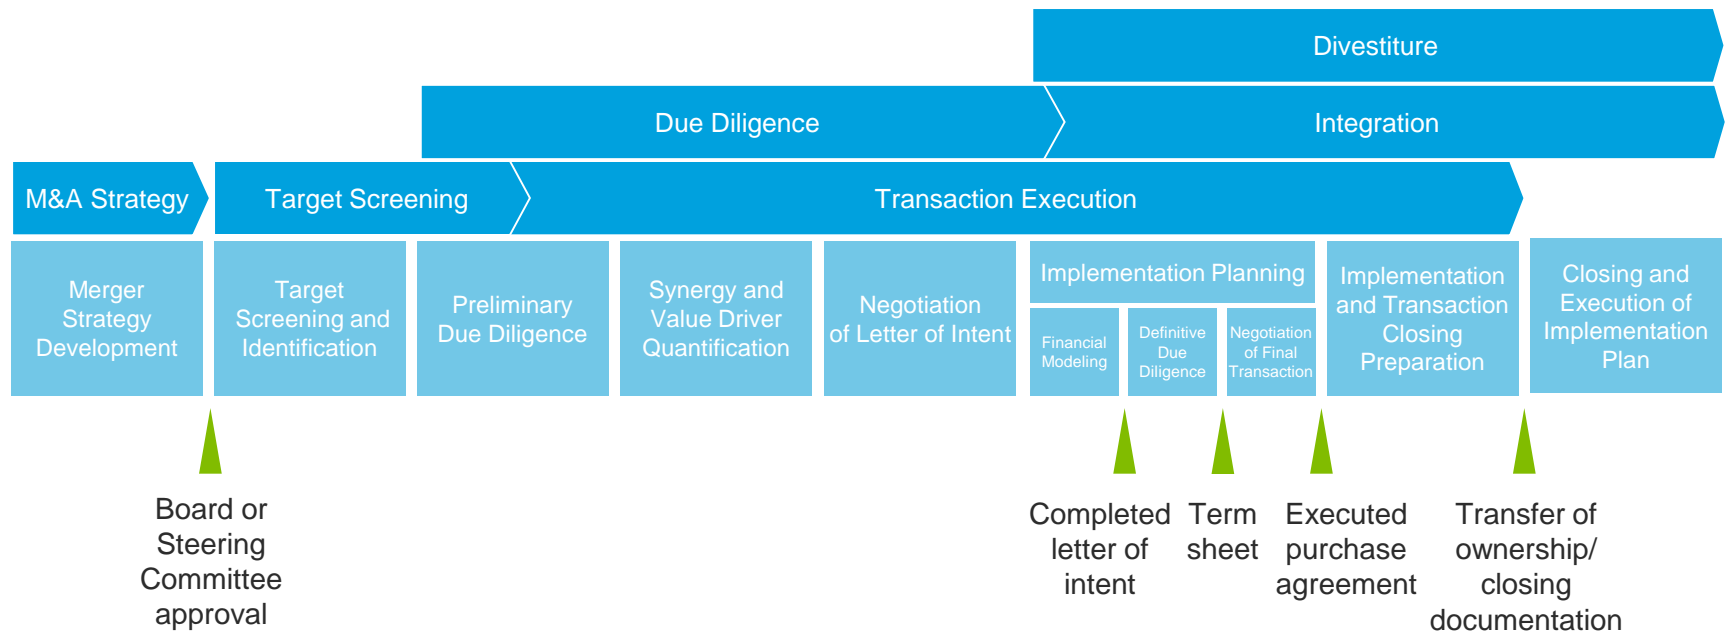 Divestiture
Due Diligence
Integration
M&A Strategy
Target Screening
Transaction Execution
Merger
Strategy
Development
Target
Screening and
Identification
Preliminary
Due Diligence
Synergy and
Value Driver
Quantification
Negotiation
of Letter of Intent
Implementation Planning
Financial
Modeling
Definitive
Due
Diligence
Negotiation
of Final
Transaction
Implementation
and Transaction
Closing
Preparation
Closing and
Execution of
Implementation
Plan
Board or
Steering
Committee
approval
Completed
letter of
intent
Term
sheet
Executed
purchase
agreement
Transfer of
ownership/
closing
documentation